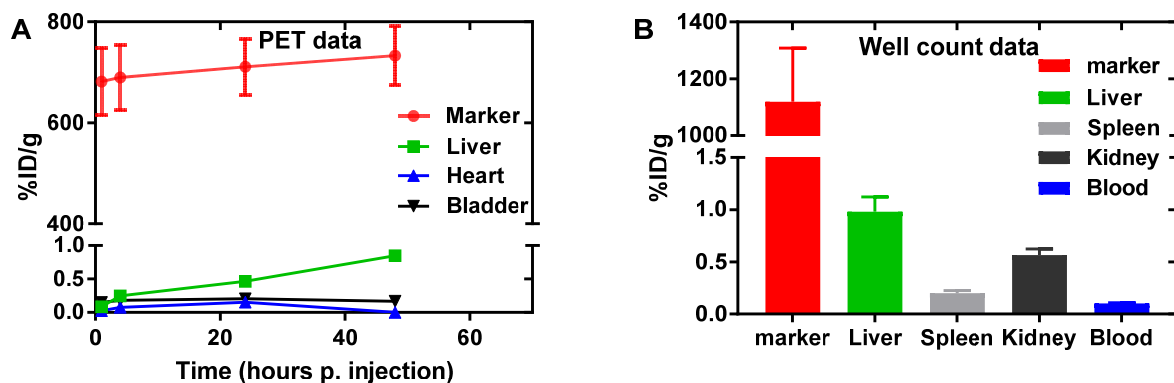 A
PET data
800
600
400
1.0
0.5
0.0
%ID/g
Marker
Liver
Heart
Bladder
0
20
40
60
Time (hours p. injection)
B
Well count data
1400
1200
1000
1.5
1.0
0.5
0.0
%ID/g
marker
Liver
Spleen
Kidney
Blood
marker Liver Spleen Kidney Blood